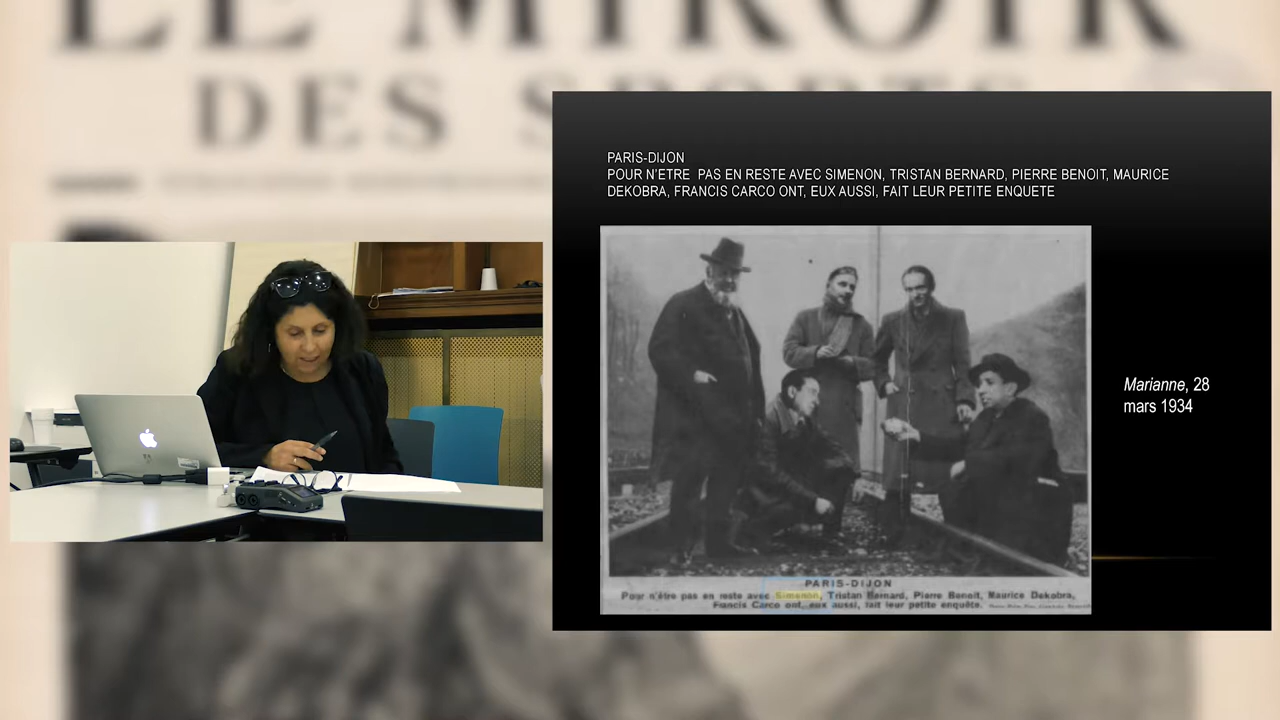 LE MIROIR
DES S
PARIS-DIJON
POUR N'ETRE PAS EN RESTE AVEC SIMENON, TRISTAN BERNARD, PIERRE BENOIT, MAURICE
DEKOBRA, FRANCIS CARCO ONT, EUX AUSSI, FAIT LEUR PETITE ENQUETE
Marianne, 28
mars 1934
PARIS-DIJON
Pour n'être pas en reste avec Simenon, Tristan Bernard, Pierre Benoit, Maurice Dekobra,
Francis Carco ont, eux aussi, fait leur petite enquête.